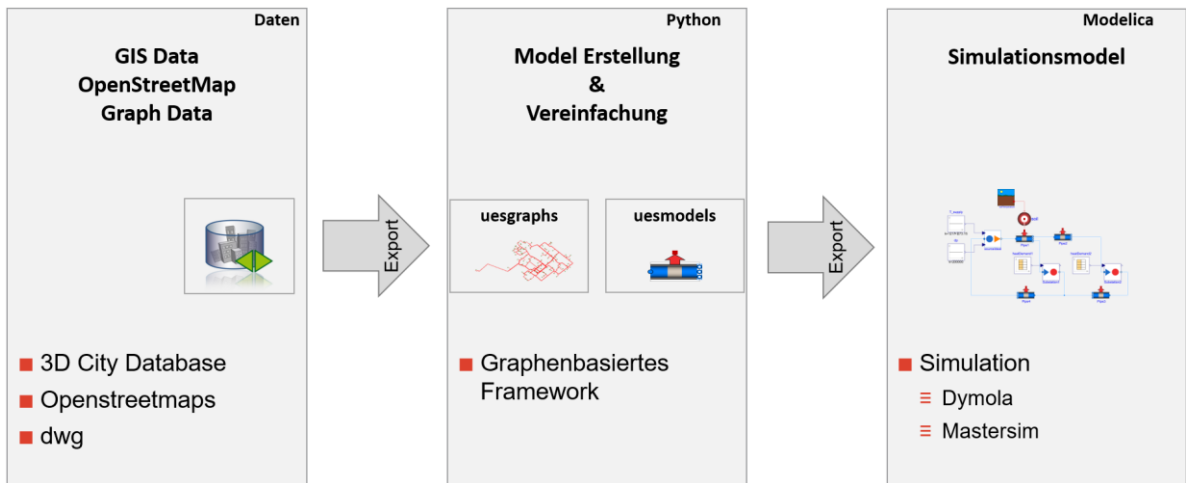 Daten
GIS Data
OpenStreetMap
Graph Data
3D City Database
Openstreetmaps
dwg
Export
Python
Model Erstellung
&
Vereinfachung
uesgraphs
uesmodels
Graphenbasiertes
Framework
Export
Modelica
Simulationsmodel
Simulation
Dymola
Mastersim